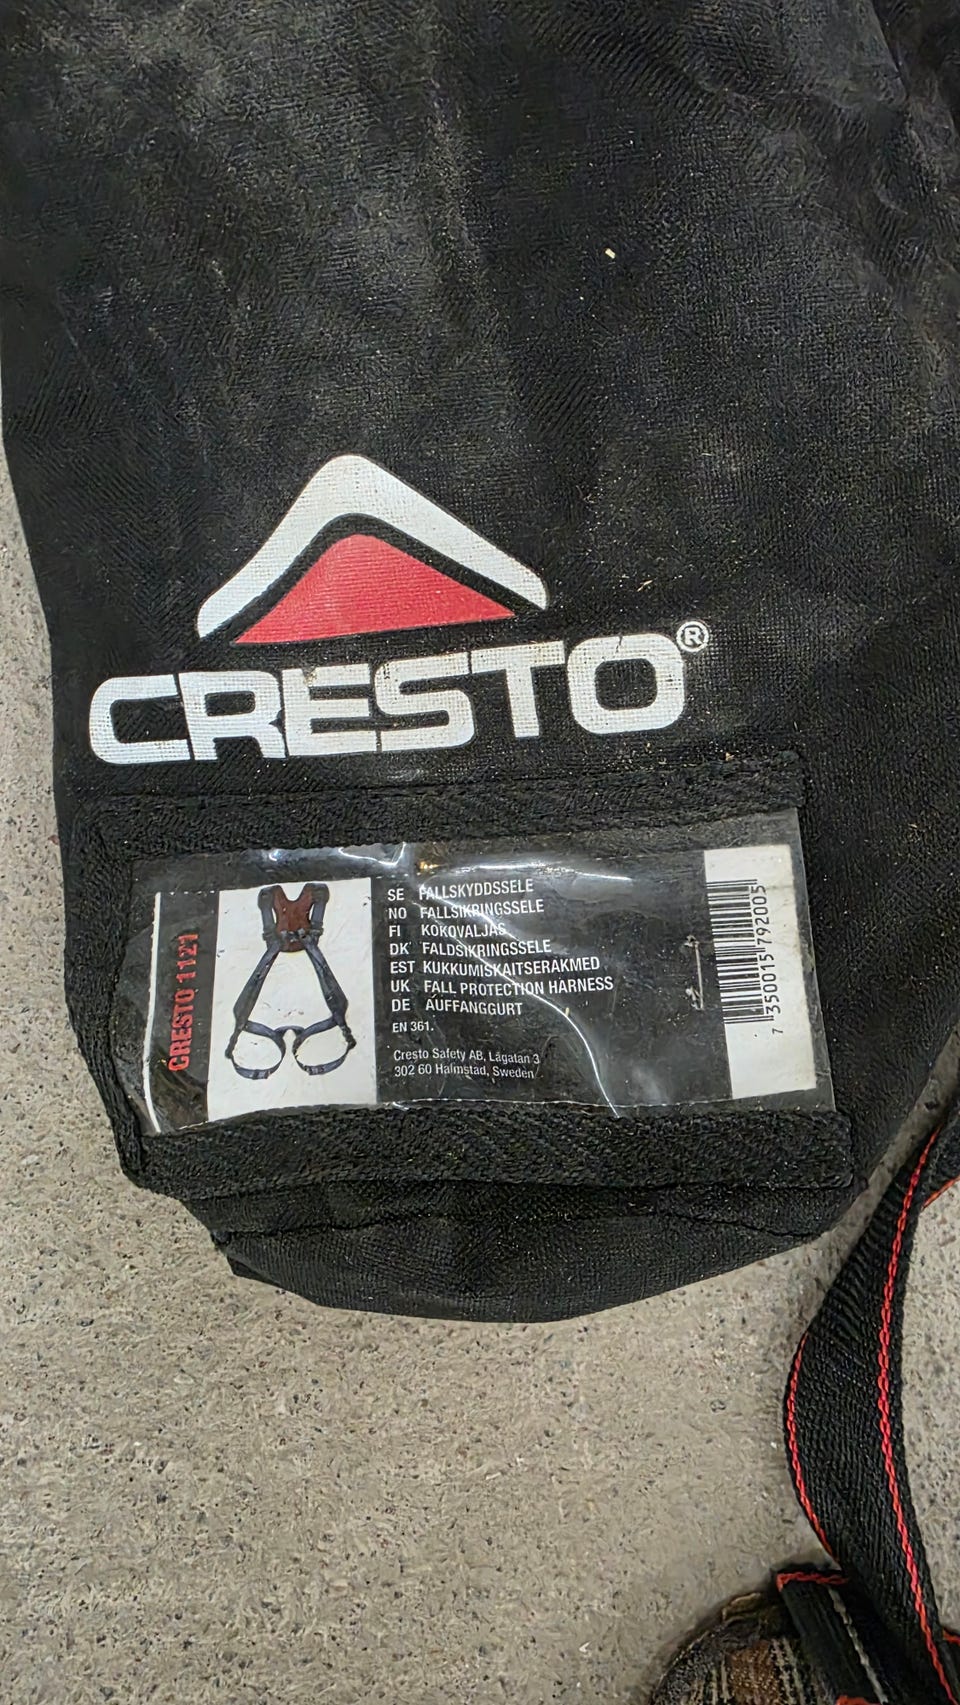 CRESTO®
CRESTO 1121
SE FALLSKYDDSSELE
NO FALLSIKRINGSSELE
FI KOKOVALJAS
DK FALDSIKRINGSSELE
EST KUKKUMISKAITSERAKMED
UK FALL PROTECTION HARNESS
DE AUFFANGGURT
EN 361.
Cresto Safety AB, Lägatan 3
302 60 Halmstad, Sweden
7 350015 792005